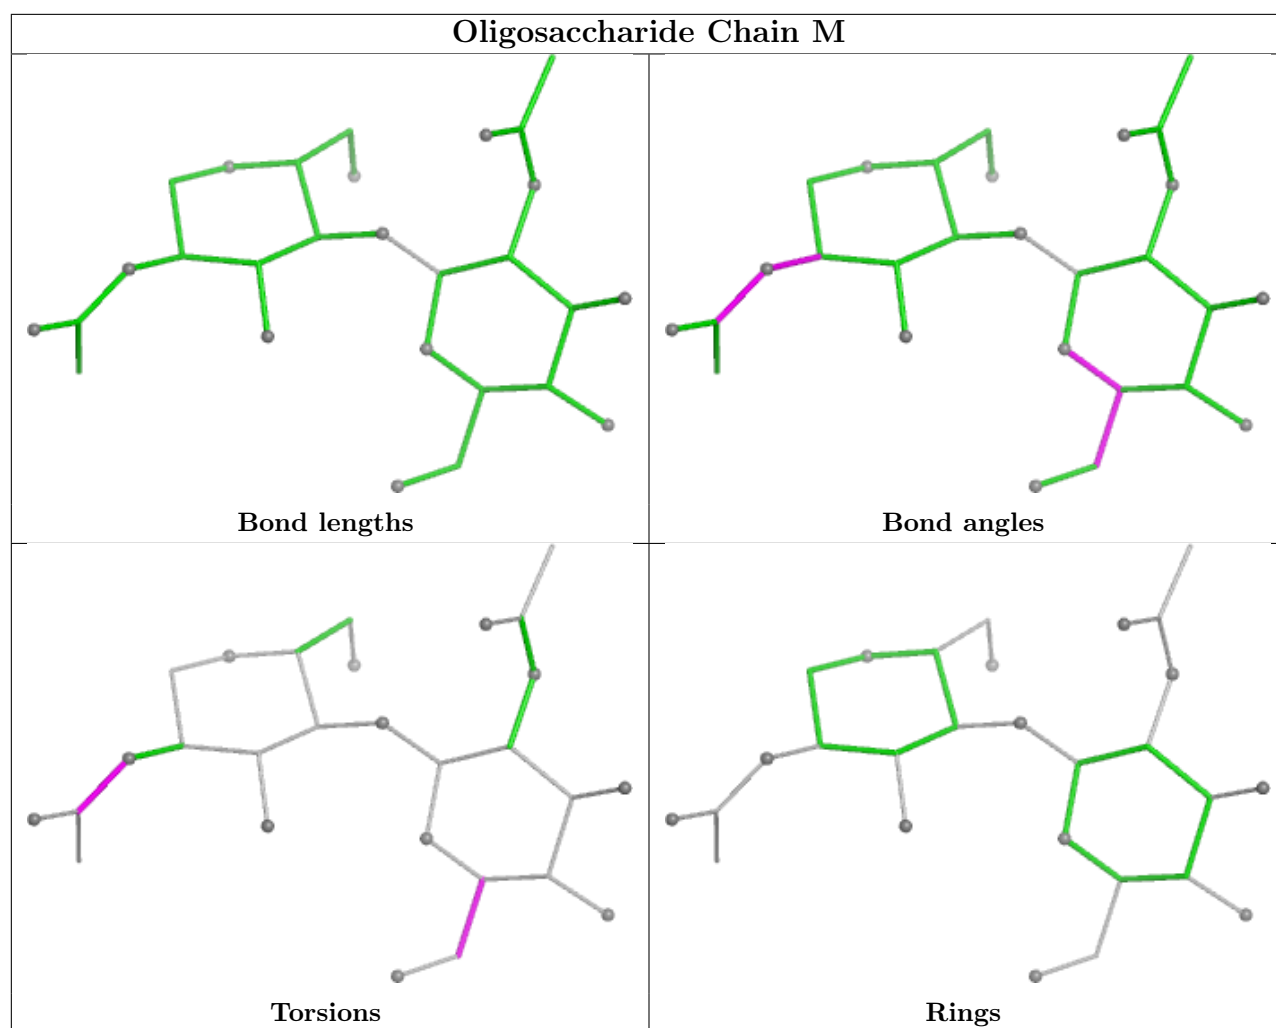 Oligosaccharide Chain M
Bond lengths
Bond angles
Torsions
Rings